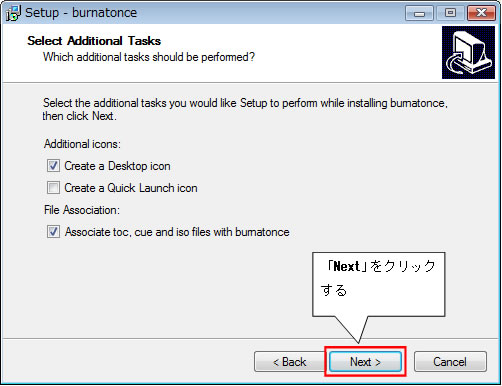 Setup - burnatonce
Select Additional Tasks
Which additional tasks should be performed?
Select the additional tasks you would like Setup to perform while installing burnatonce,
then click Next.
Additional icons:
Create a Desktop icon
Create a Quick Launch icon
File Association:
Associate toc, cue and iso files with burnatonce
「Next」をクリック
する
< Back
Next >
Cancel